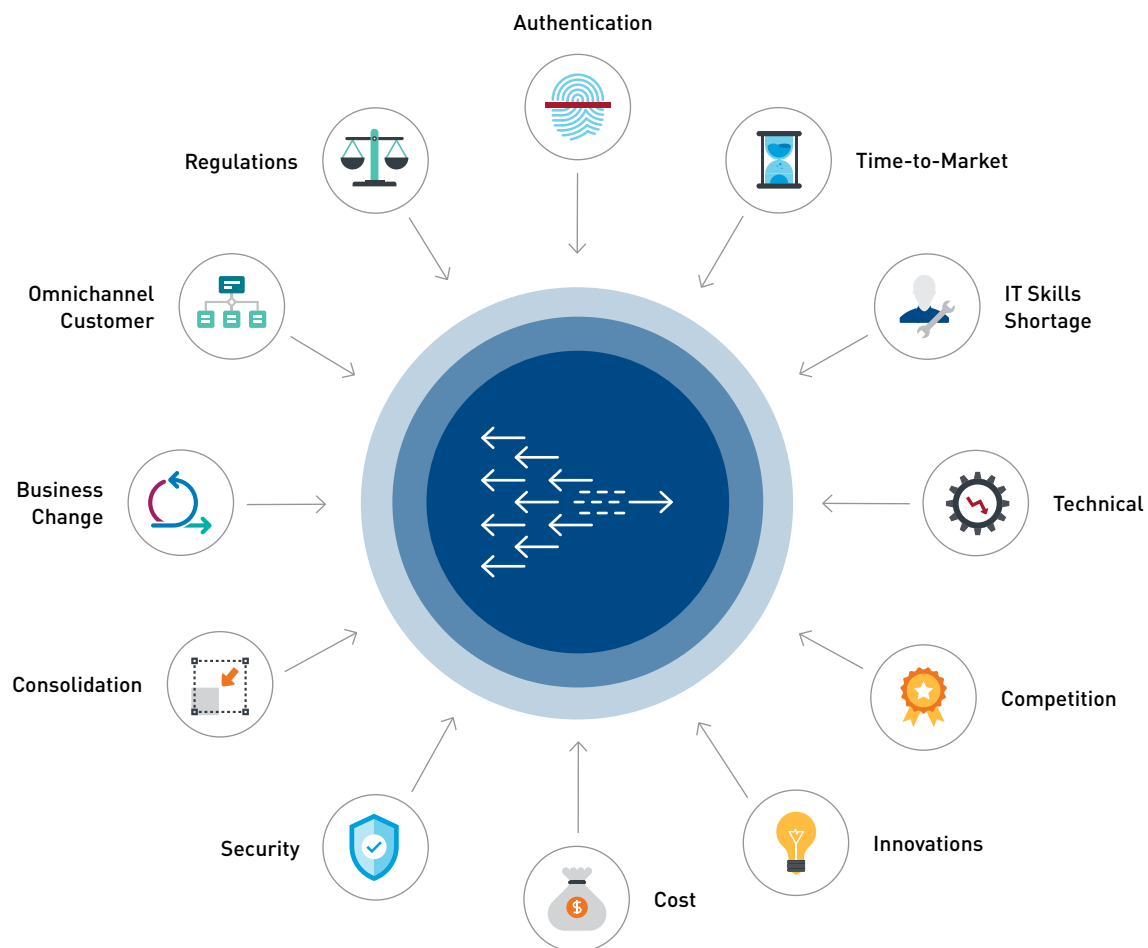 Authentication
Regulations
Time-to-Market
Omnichannel
Customer
IT Skills
Shortage
Business
Change
Technical
Consolidation
Competition
Security
Innovations
Cost
$